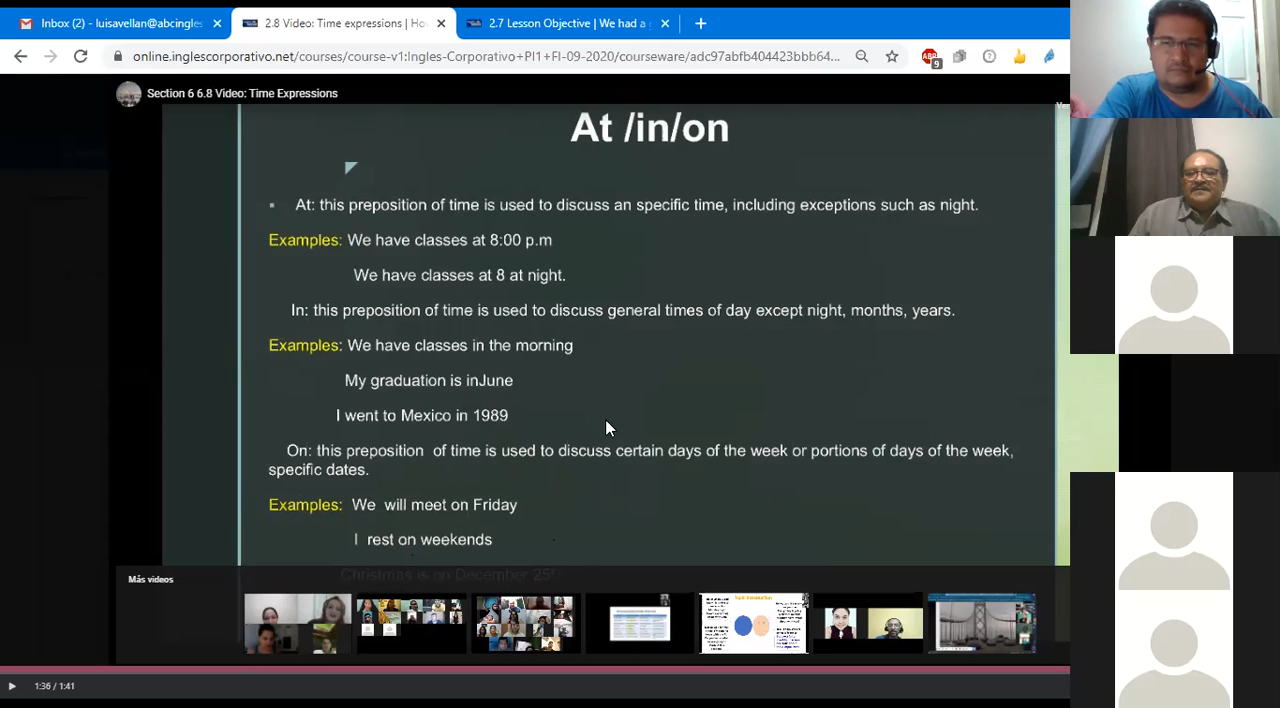 Inbox (2) - luisavellan@abcingles
2.8 Video: Time expressions | Ho
2.7 Lesson Objective | We had a
online.inglescorporativo.net/courses/course-v1:Ingles-Corporativo+PI1+FI-09-2020/courseware/adc97abfb404423bbb64...
ABP
9
Section 6 6.8 Video: Time Expressions
Ver
At /in/on
At: this preposition of time is used to discuss an specific time, including exceptions such as night.
Examples: We have classes at 8:00 p.m
We have classes at 8 at night.
In: this preposition of time is used to discuss general times of day except night, months, years.
Examples: We have classes in the morning
My graduation is inJune
I went to Mexico in 1989
On: this preposition of time is used to discuss certain days of the week or portions of days of the week,
specific dates.
Examples: We will meet on Friday
I rest on weekends
Christmas is on December 25
Más videos
1:36 / 1:41